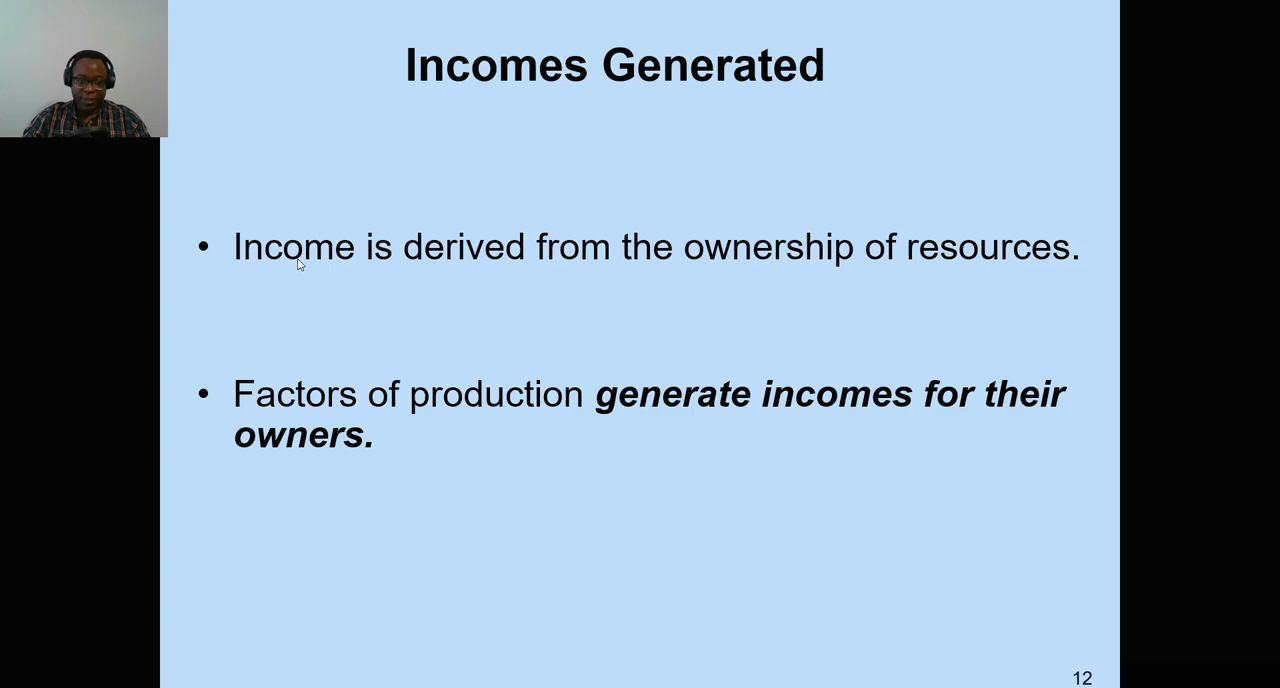 Incomes Generated
• Income is derived from the ownership of resources.
• Factors of production generate incomes for their
owners.
12